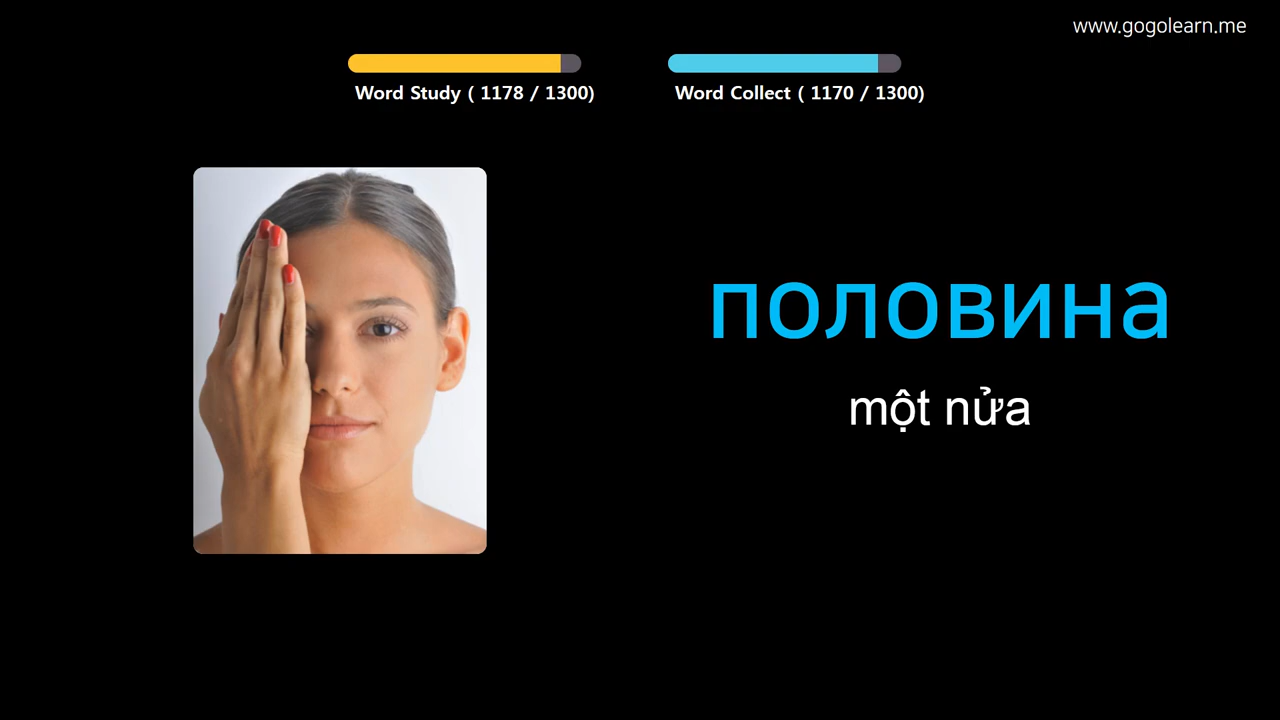 www.gogolearn.me
Word Study ( 1178 / 1300)
Word Collect ( 1170 / 1300)
половина
một nửa